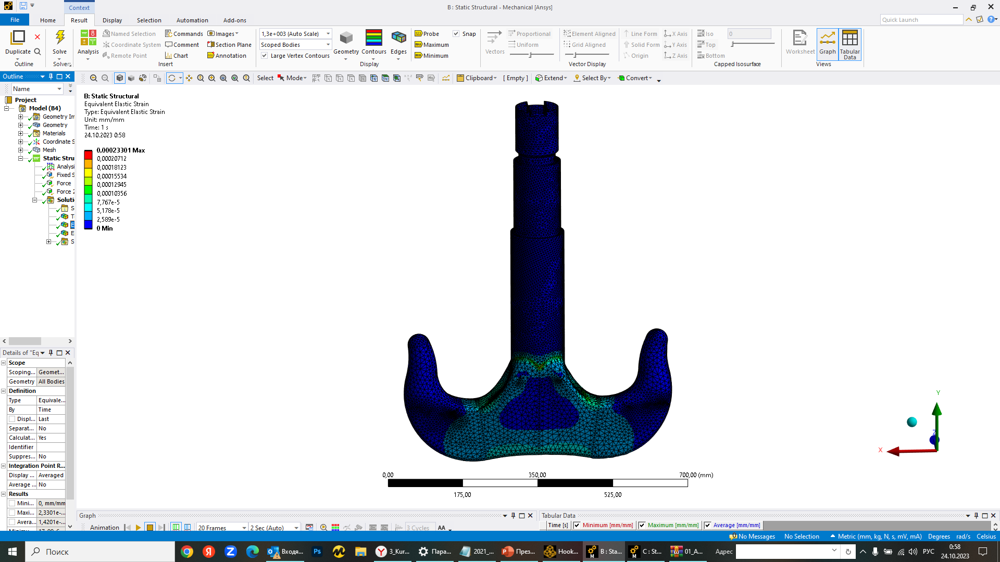 Context
B : Static Structural - Mechanical [Ansys]
File Home Result Display Selection Automation Add-ons
Quick Launch
Duplicate
Outline
Solve
Solver
Analysis
Named Selection
Coordinate System
Remote Point
Commands
Comment
Chart
Images
Section Plane
Annotation
Insert
1,3e+003 (Auto Scale)
Scoped Bodies
Large Vertex Contours
Geometry Contours Edges
Display
Probe
Maximum
Minimum
Snap
Vectors
Proportional
Uniform
Element Aligned
Grid Aligned
Line Form
Solid Form
Origin
X Axis
Y Axis
Z Axis
Vector Display
Iso
Top
Bottom
0
Capped Isosurface
Worksheet Graph Tabular Data
Views
Outline
Name
Select Mode Clipboard [ Empty ] Extend Select By Convert
Project
Model (B4)
Geometry Im
Geometry
Materials
Coordinate S
Mesh
Static Stru
Analysi
Fixed S
Force
Force 2
Soluti
S
T
E
E
S
B: Static Structural
Equivalent Elastic Strain
Type: Equivalent Elastic Strain
Unit: mm/mm
Time: 1 s
24.10.2023 0:58
0,00023301 Max
0,00020712
0,00018123
0,00015534
0,00012945
0,00010356
7,767e-5
5,178e-5
2,589e-5
0 Min
Y
Z
X
0,00 350,00 700,00 (mm)
175,00 525,00
Details of "Eq
Scope
Scoping... Geomet...
Geometry All Bodies
Definition
Type Equivale...
By Time
Displ... Last
Separat... No
Calculat... Yes
Identifier
Suppres... No
Integration Point R...
Display ... Averaged
Average ... No
Results
Mini... 0, mm/mm
Maxi... 2,3301e-...
Avera... 1,4201e-...
Graph
Animation 20 Frames 2 Sec (Auto) 3 Cycles AA
Tabular Data
Time [s] Minimum [mm/mm] Maximum [mm/mm] Average [mm/mm]
No Messages No Selection Metric (mm, kg, N, s, mV, mA) Degrees rad/s Celsius
Поиск
Входя...
3_Kur...
Пара...
2021_...
През...
Hook...
B : Sta...
C : St...
01_A...
Адрес
РУС
0:58
24.10.2023